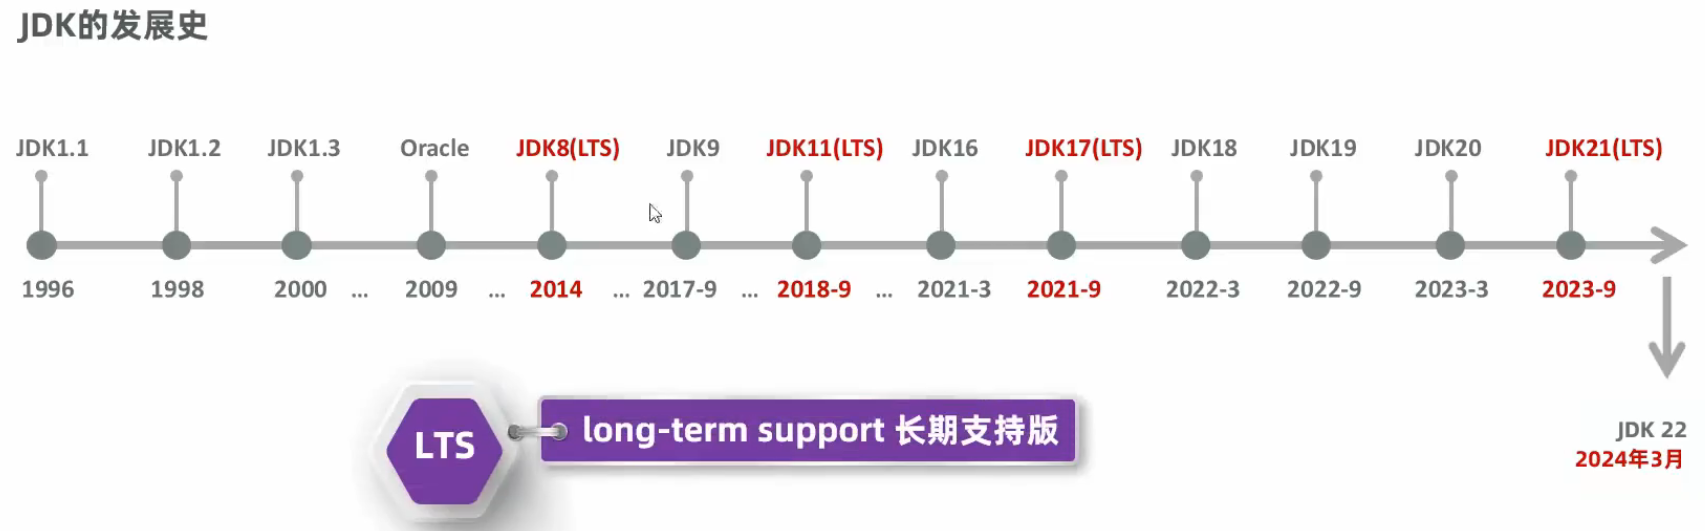 JDK的发展史
JDK1.1 JDK1.2 JDK1.3 Oracle JDK8(LTS) JDK9 JDK11(LTS) JDK16 JDK17(LTS) JDK18 JDK19 JDK20 JDK21(LTS)
1996 1998 2000 ... 2009 ... 2014 ... 2017-9 ... 2018-9 ... 2021-3 2021-9 2022-3 2022-9 2023-3 2023-9
LTS long-term support 长期支持版
JDK 22
2024年3月